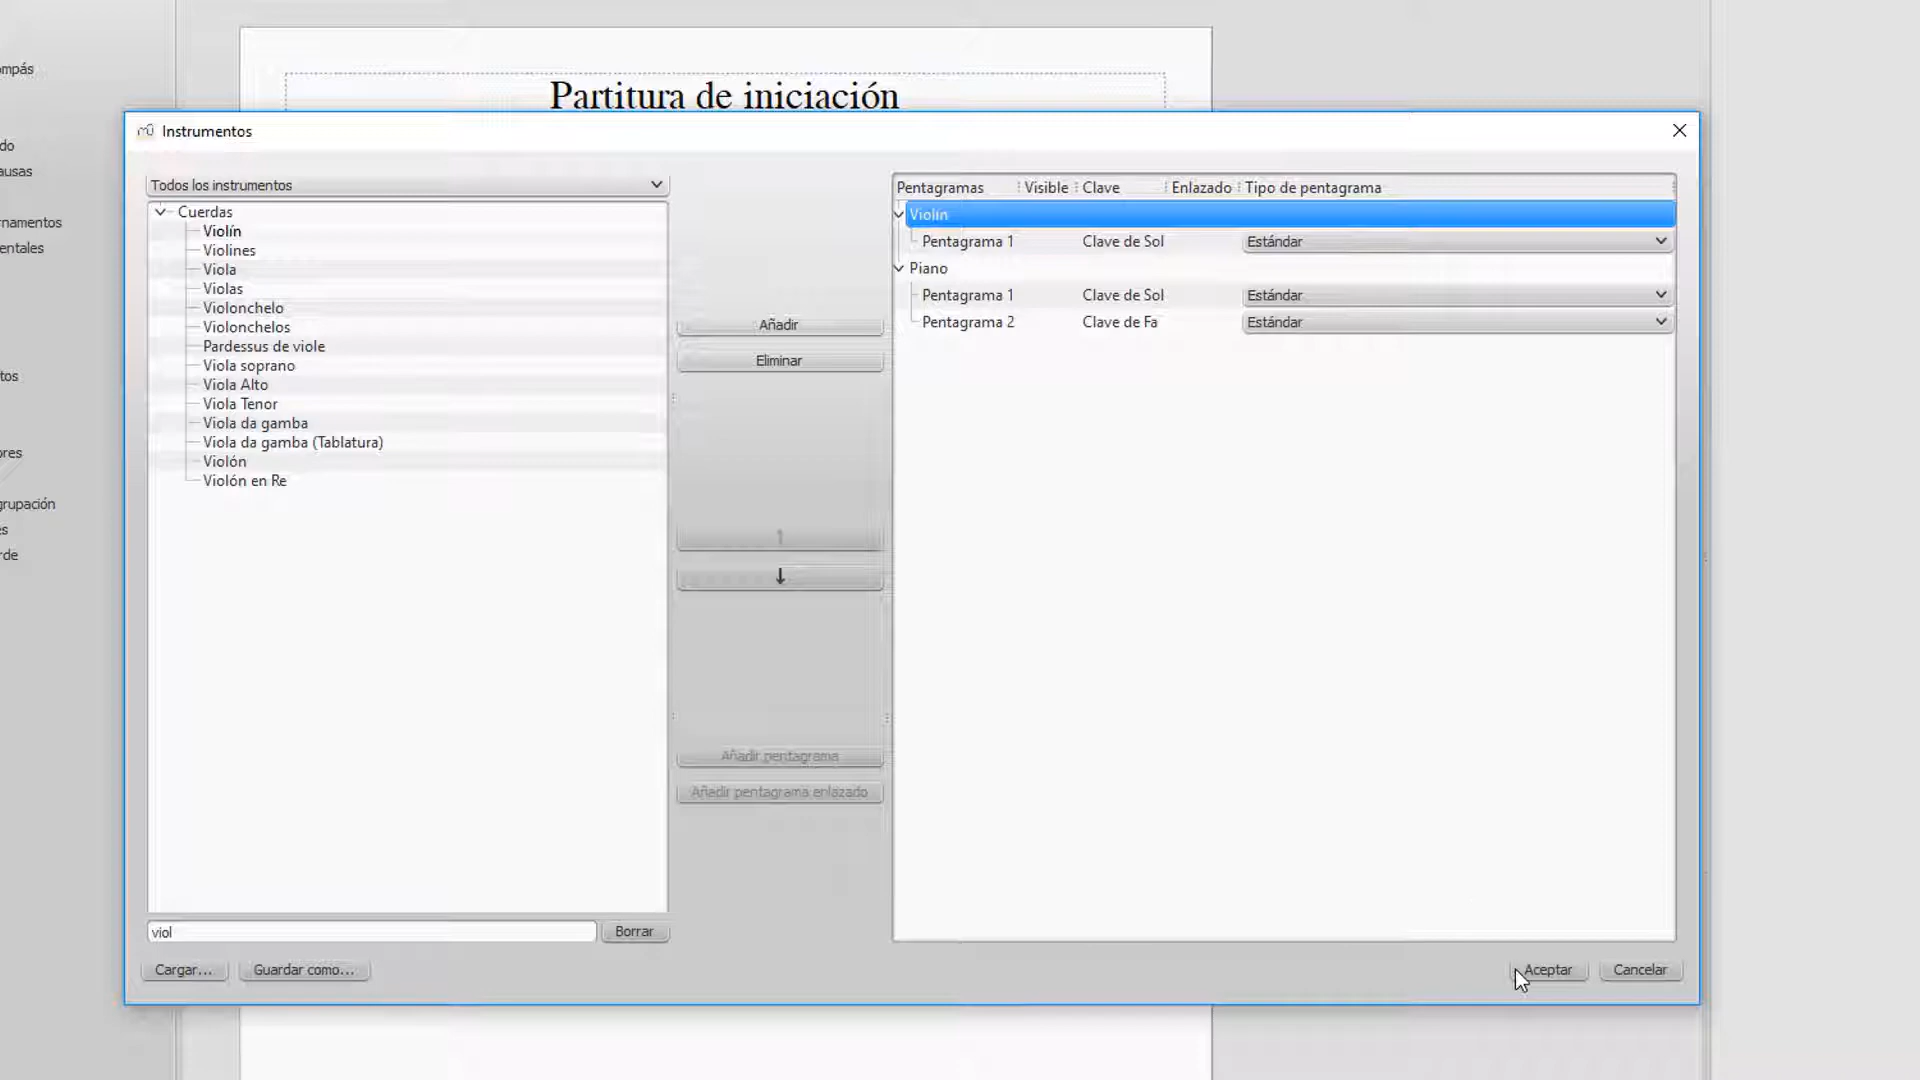 ompás
do
ausas
rnamentos
entales
tos
ores
grupación
es
rde
Partitura de iniciación
Instrumentos
Todos los instrumentos
Cuerdas
Violín
Violines
Viola
Violas
Violonchelo
Violonchelos
Pardessus de viole
Viola soprano
Viola Alto
Viola Tenor
Viola da gamba
Viola da gamba (Tablatura)
Violón
Violón en Re
viol
Borrar
Cargar...
Guardar como...
Añadir
Eliminar
Añadir pentagrama
Añadir pentagrama enlazado
Pentagramas Visible Clave Enlazado Tipo de pentagrama
Violín
Pentagrama 1 Clave de Sol Estándar
Piano
Pentagrama 1 Clave de Sol Estándar
Pentagrama 2 Clave de Fa Estándar
Aceptar
Cancelar